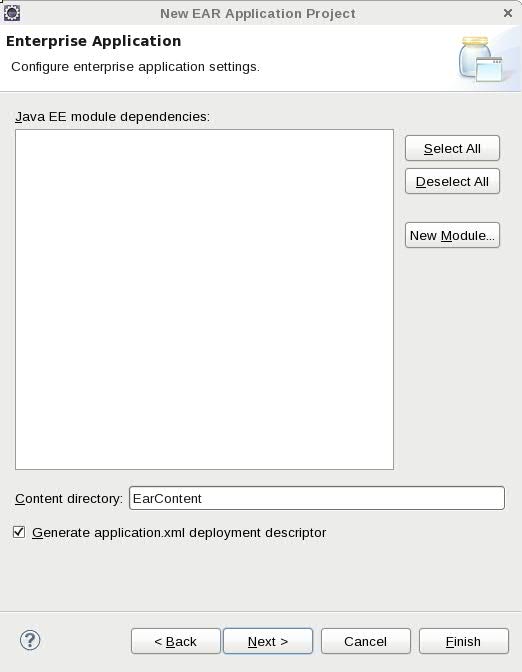 New EAR Application Project
Enterprise Application
Configure enterprise application settings.
Java EE module dependencies:
Select All
Deselect All
New Module...
Content directory: EarContent
Generate application.xml deployment descriptor
? < Back Next > Cancel Finish